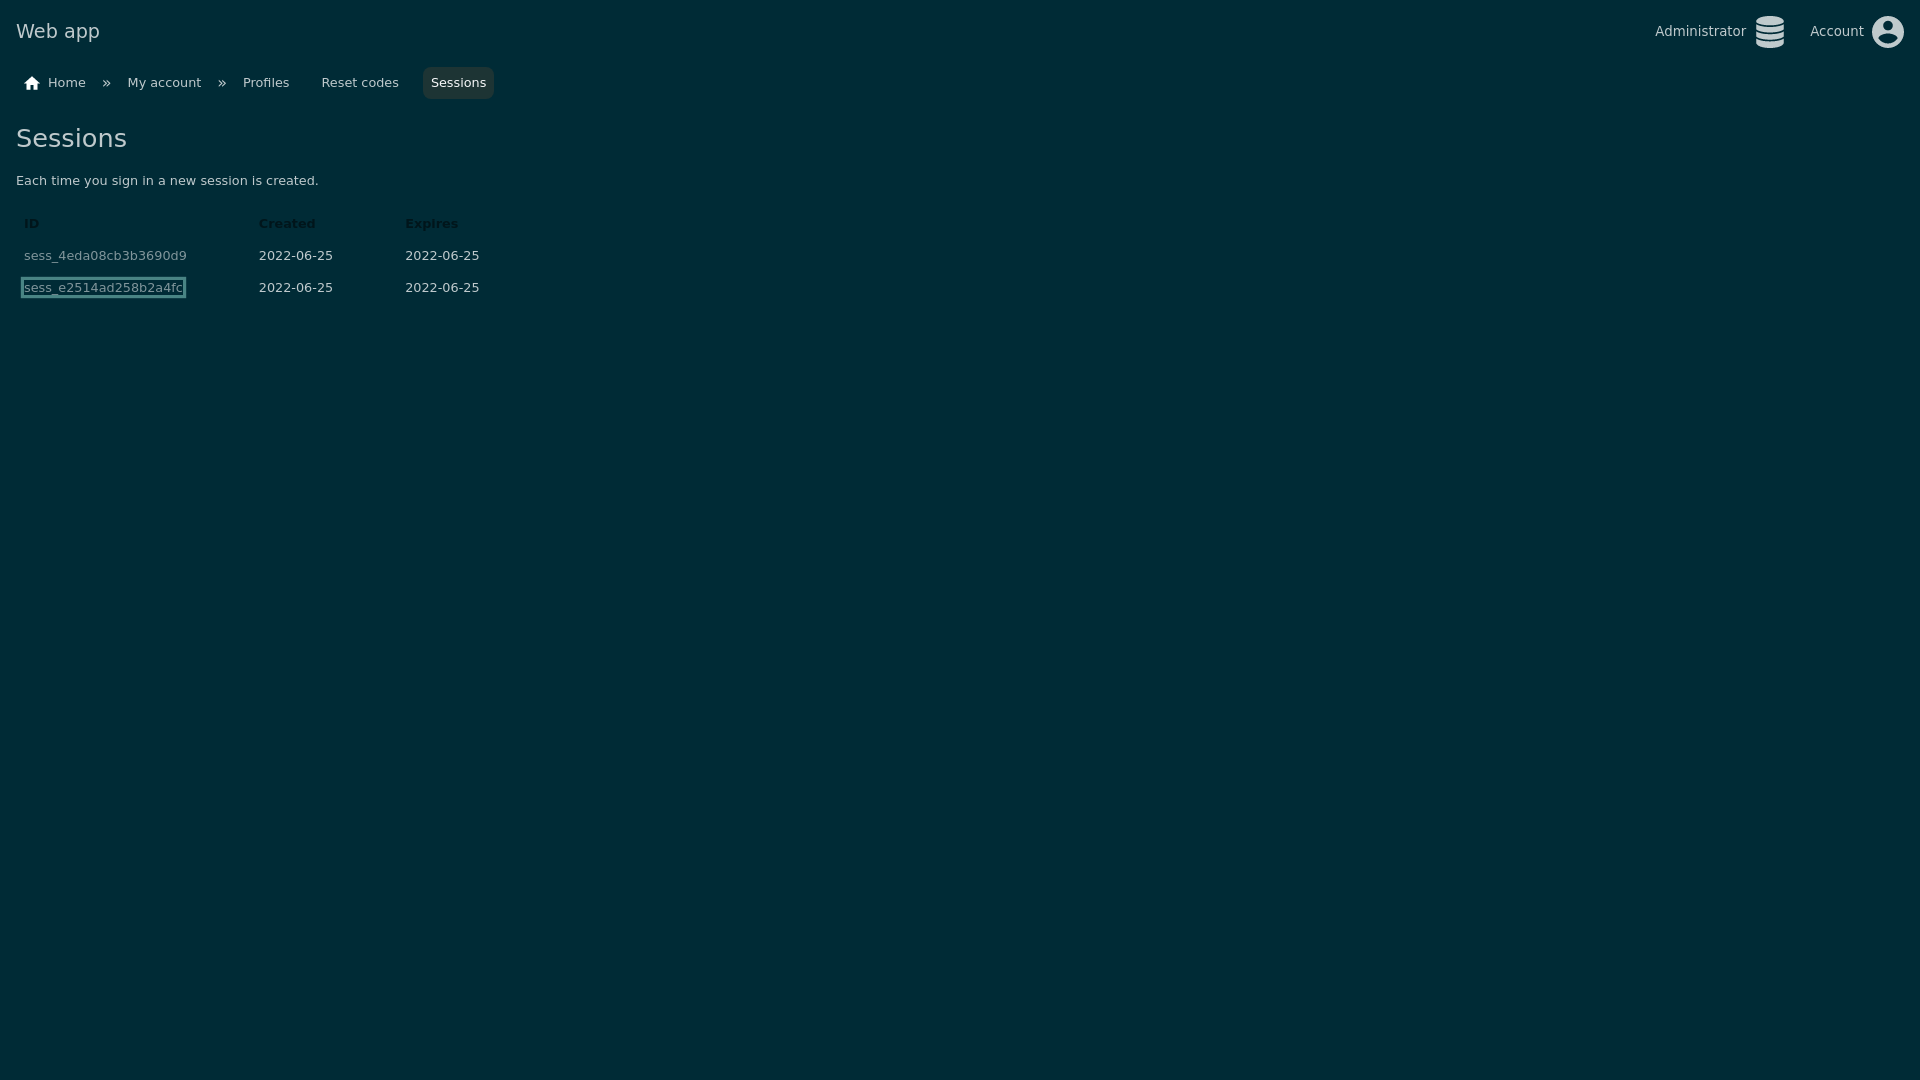 Web app
Administrator
Account
Home » My account » Profiles Reset codes Sessions
Sessions
Each time you sign in a new session is created.
ID Created Expires
sess_4eda08cb3b3690d9 2022-06-25 2022-06-25
sess_e2514ad258b2a4fc 2022-06-25 2022-06-25